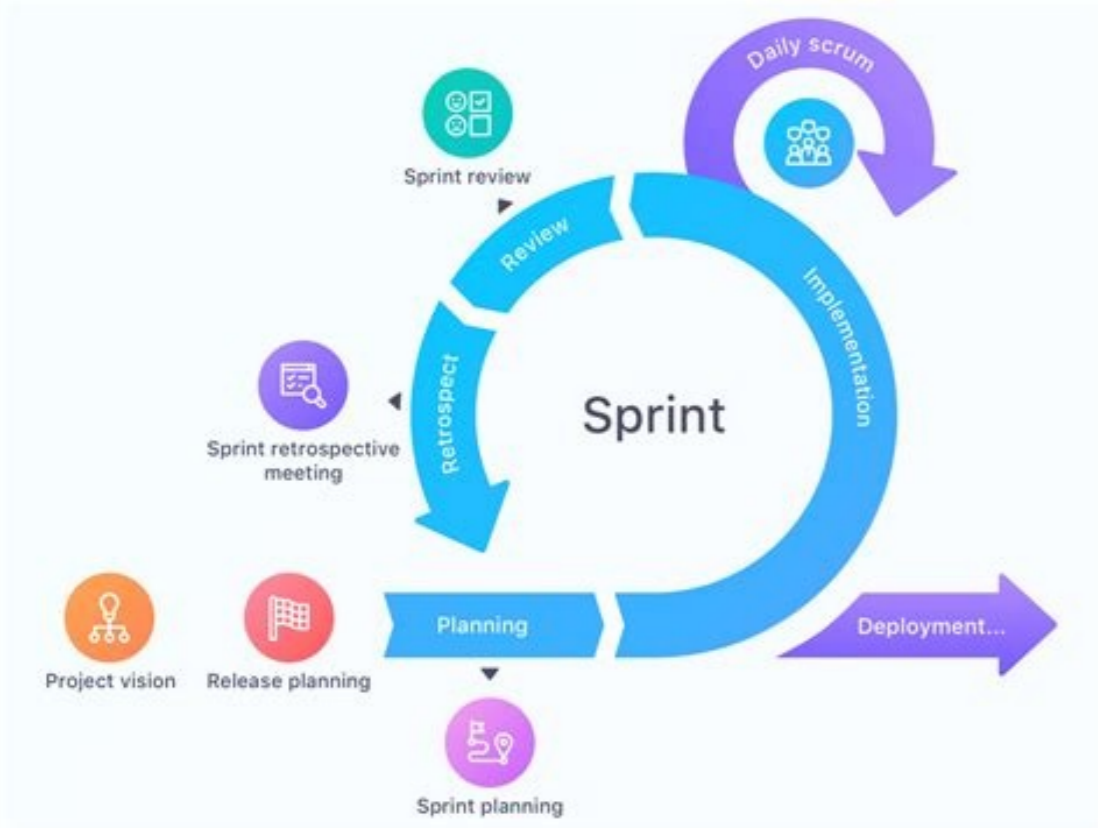 Daily scrum
Sprint review
Review
Implementation
Retrospect
Sprint
Sprint retrospective
meeting
Planning
Deployment...
Project vision
Release planning
Sprint planning